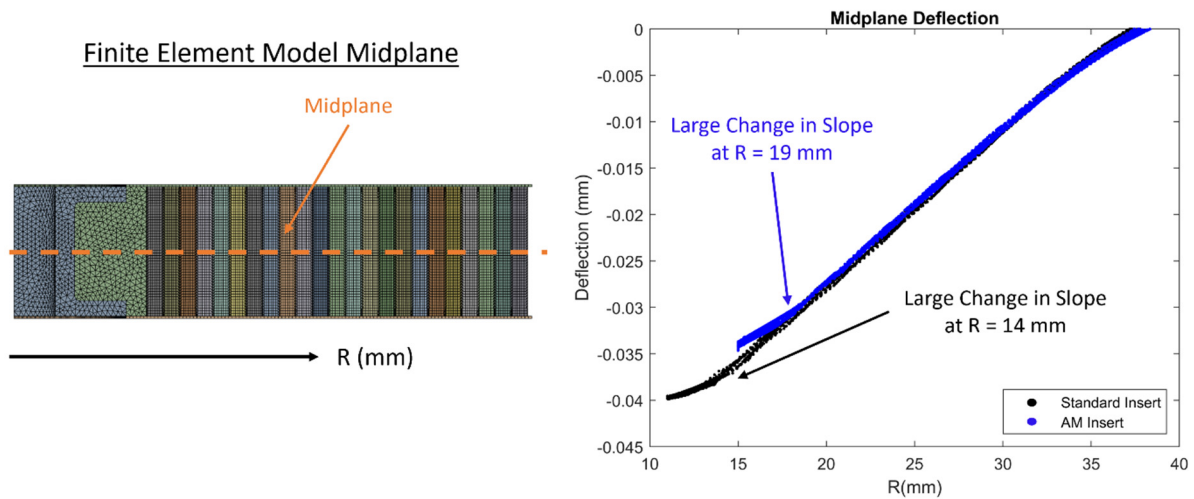 Finite Element Model Midplane
Midplane
R (mm)
Midplane Deflection
0
-0.005
-0.01
-0.015
-0.02
-0.025
-0.03
-0.035
-0.04
-0.045
Deflection (mm)
Large Change in Slope
at R = 19 mm
Large Change in Slope
at R = 14 mm
Standard Insert
AM Insert
10
15
20
25
30
35
40
R(mm)